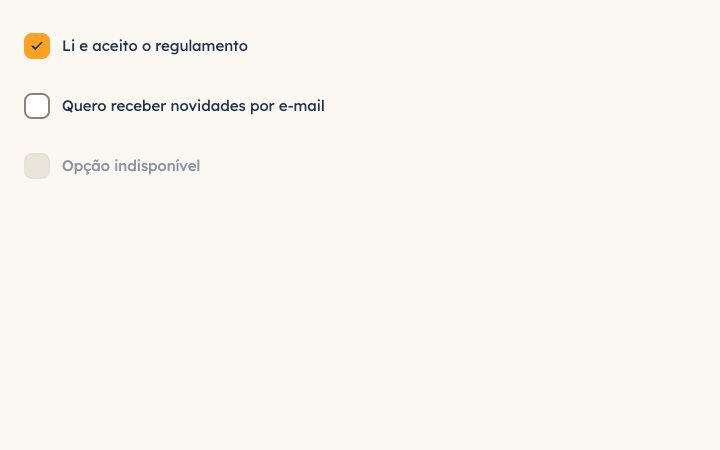 Li e aceito o regulamento
Quero receber novidades por e-mail
Opção indisponível